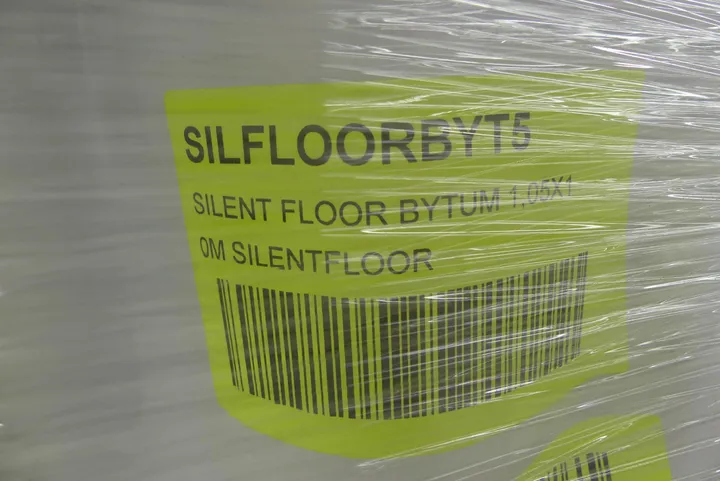 SILFLOORBYT5
SILENT FLOOR BYTUM 1,05X1
0M SILENTFLOOR